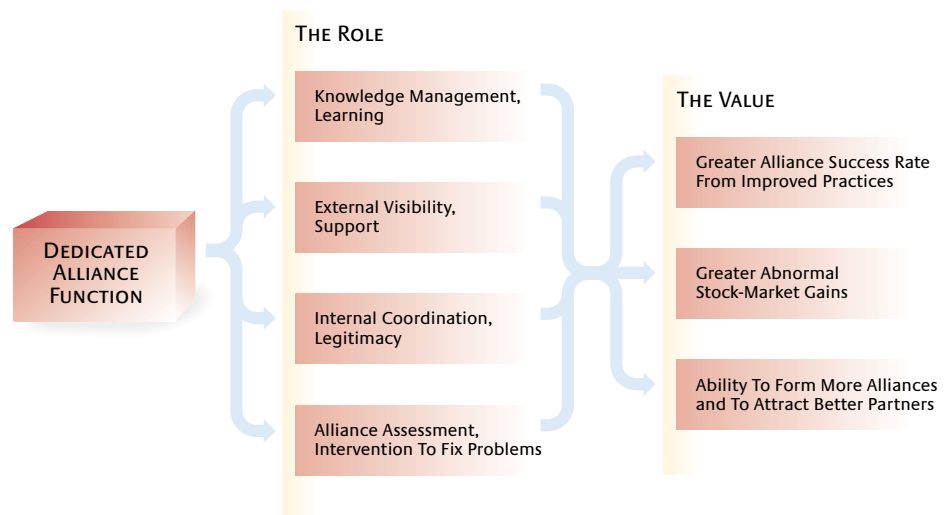 DEDICATED
ALLIANCE
FUNCTION
THE ROLE
Knowledge Management,
Learning
External Visibility,
Support
Internal Coordination,
Legitimacy
Alliance Assessment,
Intervention To Fix Problems
THE VALUE
Greater Alliance Success Rate
From Improved Practices
Greater Abnormal
Stock-Market Gains
Ability To Form More Alliances
and To Attract Better Partners